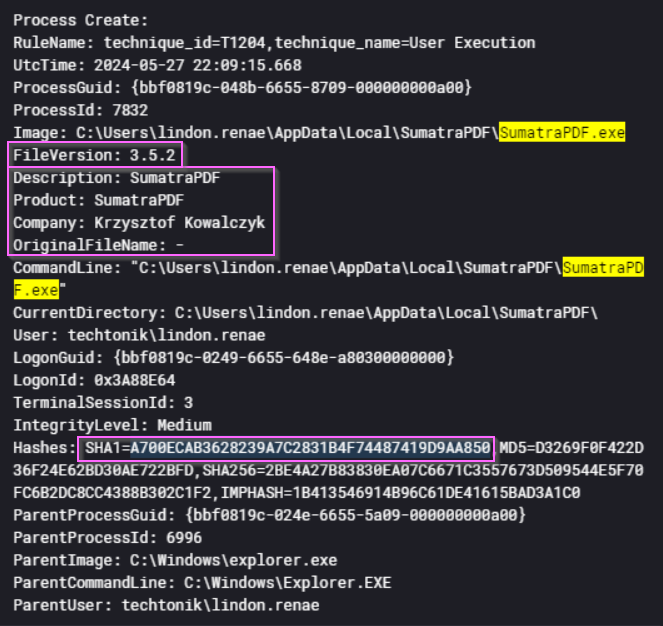 Process Create:
RuleName: technique_id=T1204,technique_name=User Execution
UtcTime: 2024-05-27 22:09:15.668
ProcessGuid: {bbf0819c-048b-6655-8709-000000000a00}
ProcessId: 7832
Image: C:\Users\lindon.renae\AppData\Local\SumatraPDF\SumatraPDF.exe
FileVersion: 3.5.2
Description: SumatraPDF
Product: SumatraPDF
Company: Krzysztof Kowalczyk
OriginalFileName: -
CommandLine: "C:\Users\lindon.renae\AppData\Local\SumatraPDF\SumatraPD
F.exe"
CurrentDirectory: C:\Users\lindon.renae\AppData\Local\SumatraPDF\
User: techtonik\lindon.renae
LogonGuid: {bbf0819c-0249-6655-648e-a80300000000}
LogonId: 0x3A88E64
TerminalSessionId: 3
IntegrityLevel: Medium
Hashes: SHA1=A700ECAB3628239A7C2831B4F74487419D9AA850,MD5=D3269F0F422D
36F24E62BD30AE722BFD,SHA256=2BE4A27B83830EA07C6671C3557673D509544E5F70
FC6B2DC8CC4388B302C1F2,IMPHASH=1B413546914B96C61DE41615BAD3A1C0
ParentProcessGuid: {bbf0819c-024e-6655-5a09-000000000a00}
ParentProcessId: 6996
ParentImage: C:\Windows\explorer.exe
ParentCommandLine: C:\Windows\Explorer.EXE
ParentUser: techtonik\lindon.renae